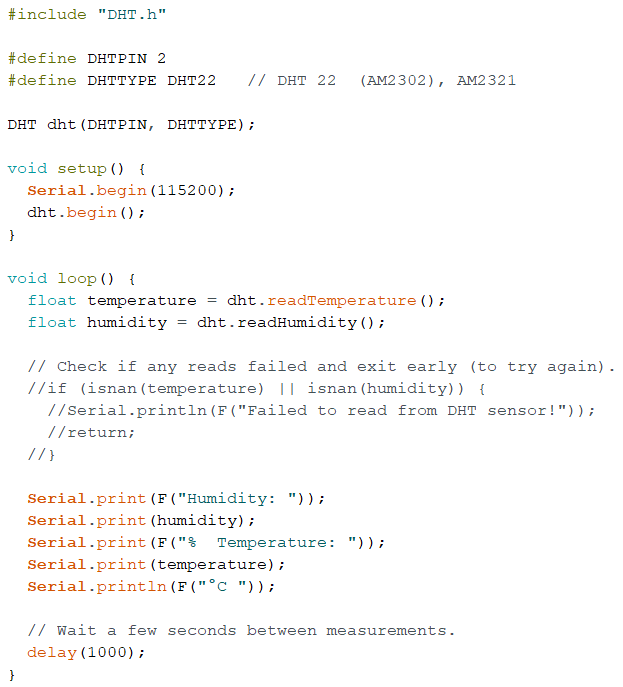 #include "DHT.h"

#define DHTPIN 2
#define DHTTYPE DHT22   // DHT 22  (AM2302), AM2321

DHT dht(DHTPIN, DHTTYPE);

void setup() {
  Serial.begin(115200);
  dht.begin();
}

void loop() {
  float temperature = dht.readTemperature();
  float humidity = dht.readHumidity();

  // Check if any reads failed and exit early (to try again).
  //if (isnan(temperature) || isnan(humidity)) {
    //Serial.println(F("Failed to read from DHT sensor!"));
    //return;
  //}

  Serial.print(F("Humidity: "));
  Serial.print(humidity);
  Serial.print(F("%  Temperature: "));
  Serial.print(temperature);
  Serial.println(F("°C "));

  // Wait a few seconds between measurements.
  delay(1000);
}